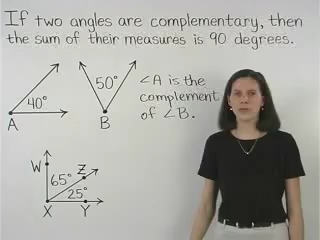 If two angles are complementary, then
the sum of their measures is 90 degrees.
40°
A
50°
B
∠A is the
complement
of ∠B.
W
65°
Z
25°
X
Y